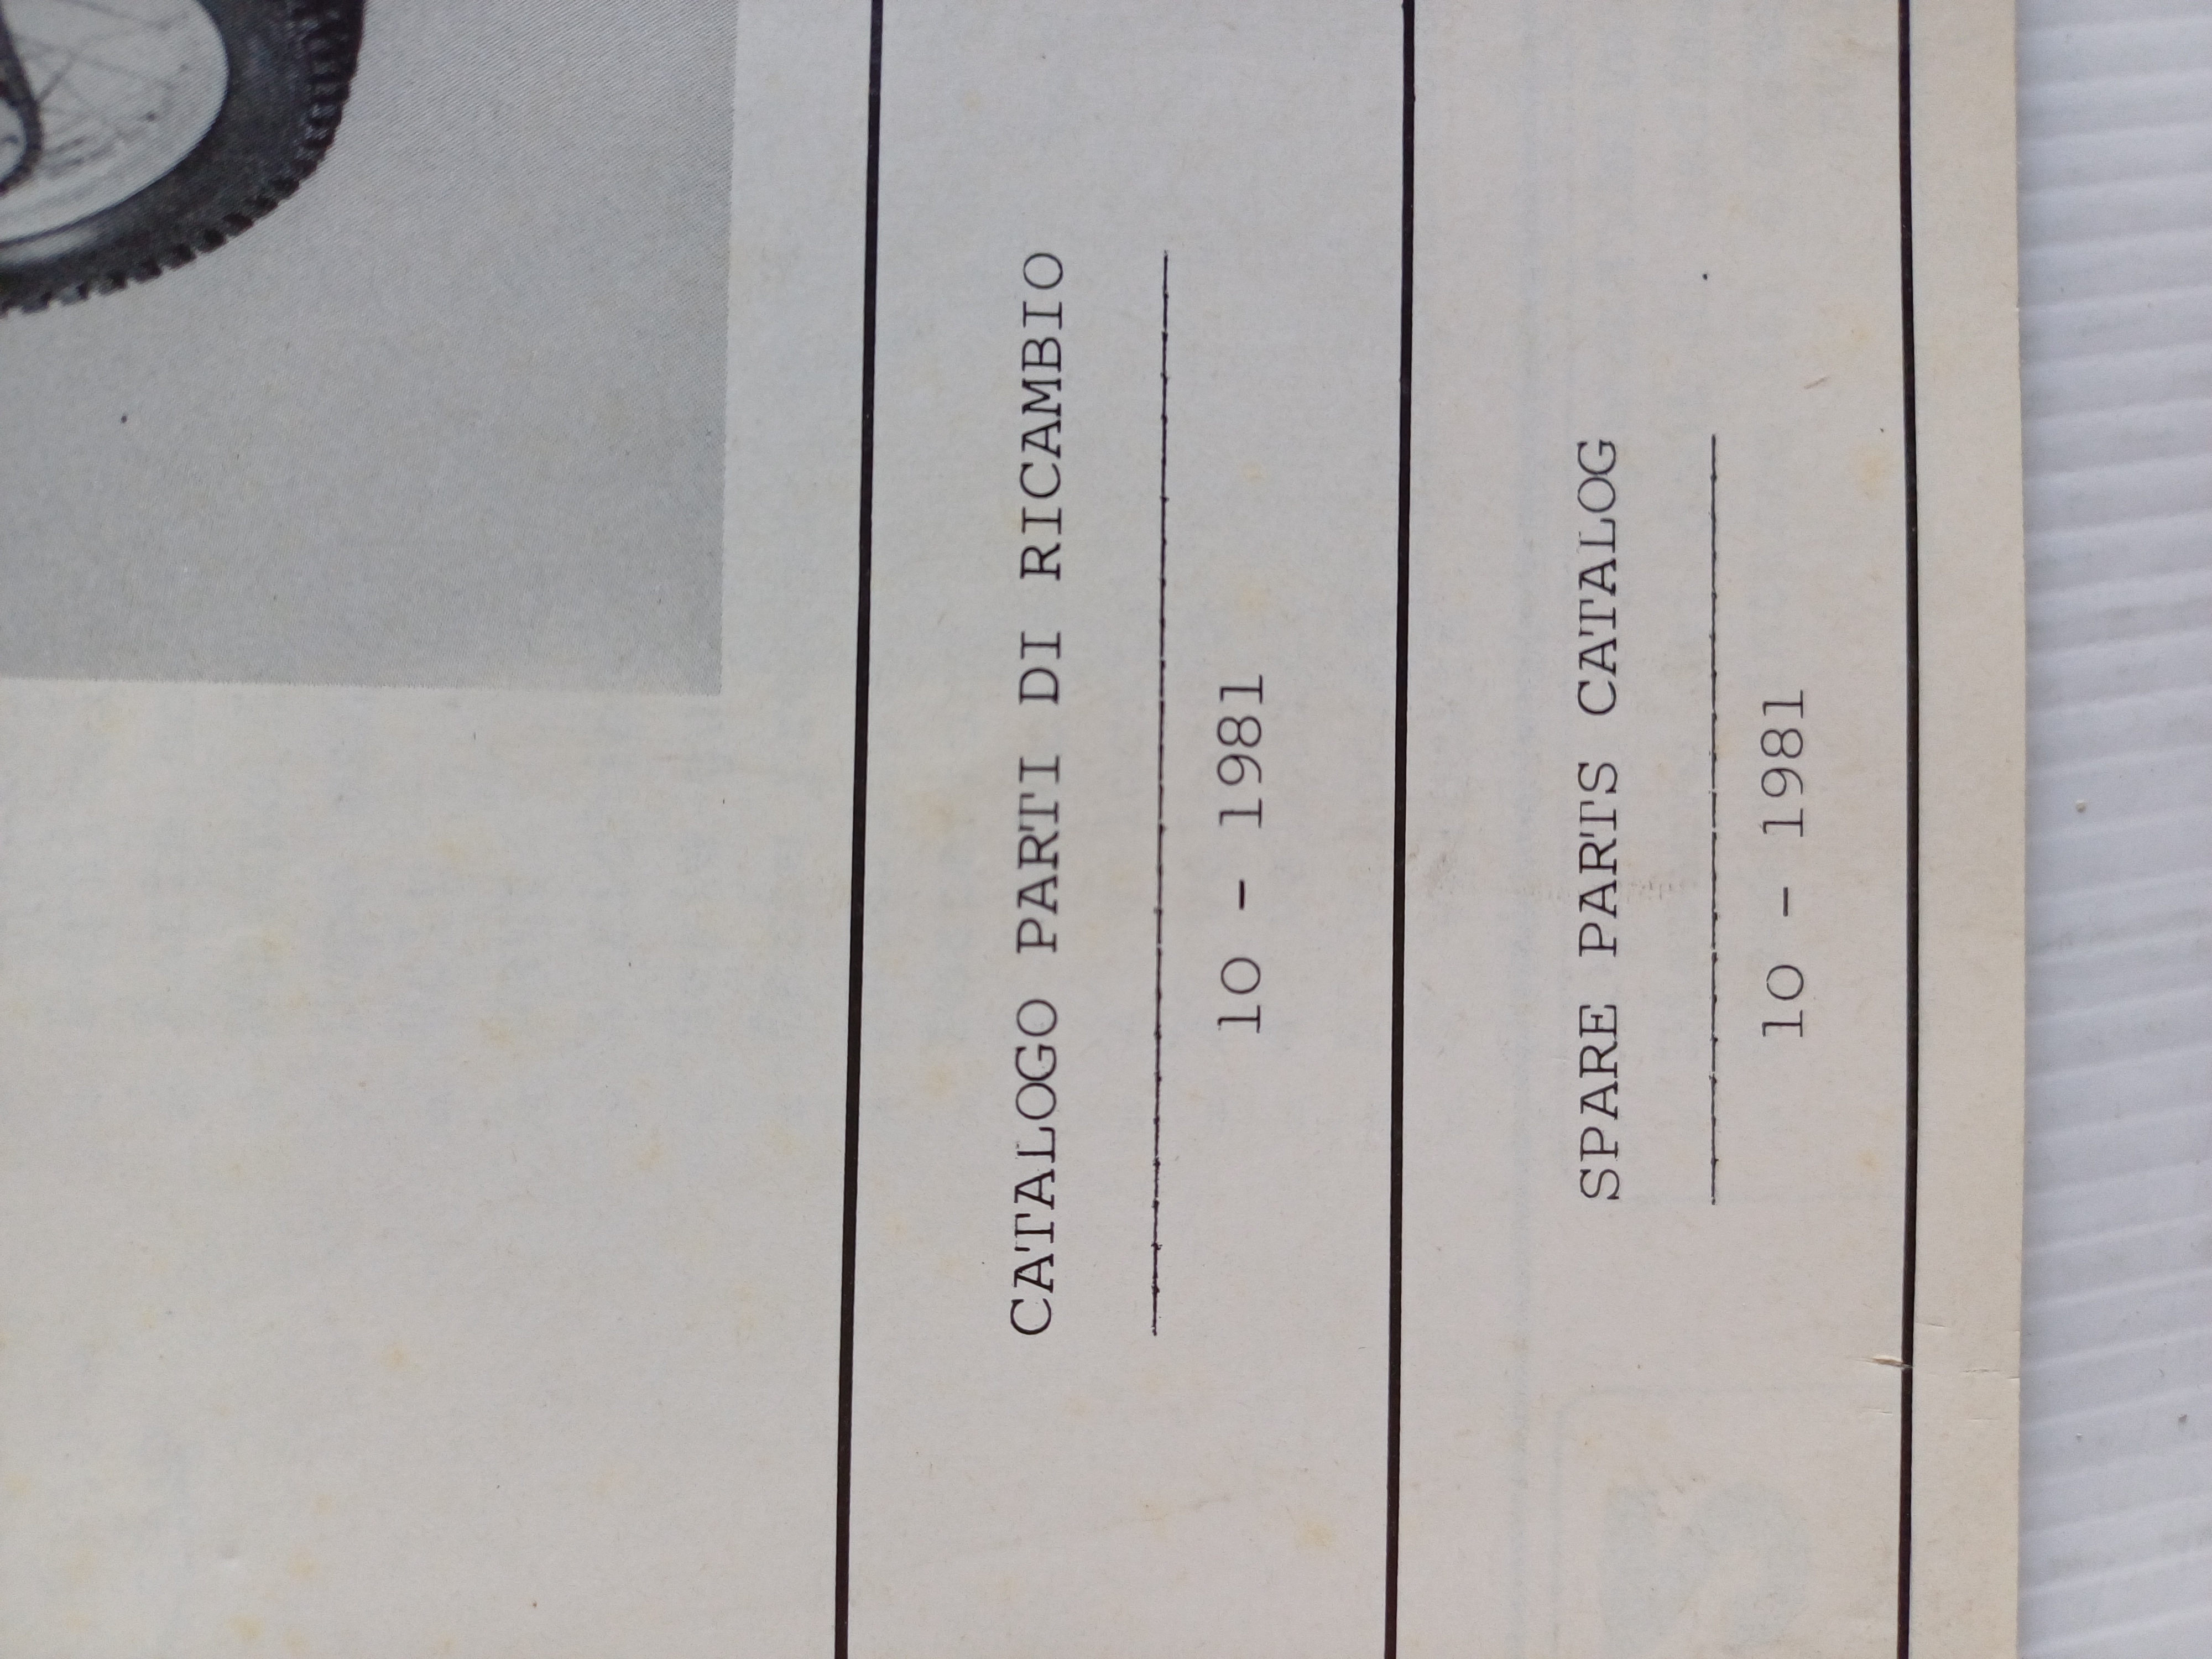 CATALOGO PARTI DI RICAMBIO
10 - 1981
SPARE PARTS CATALOG
10 - 1981